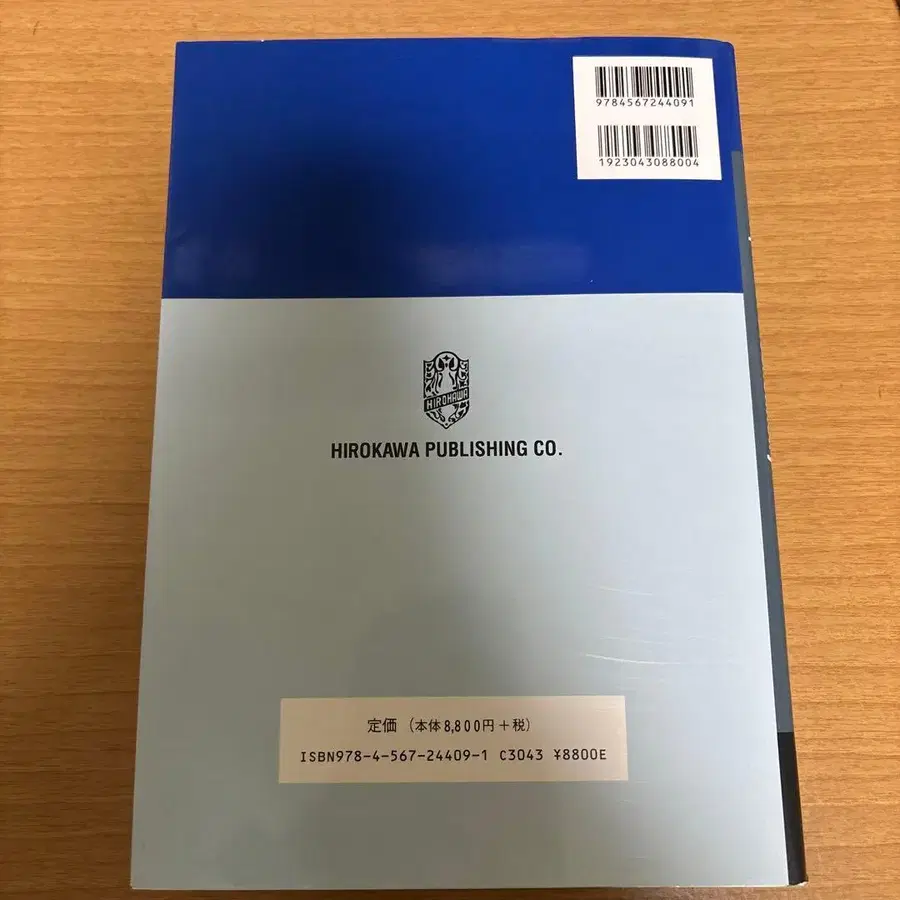 9784567244091
1923043088004
HIROKAWA
HIROKAWA PUBLISHING CO.
定価（本体8,800円＋税）
ISBN978-4-567-24409-1 C3043 ¥8800E